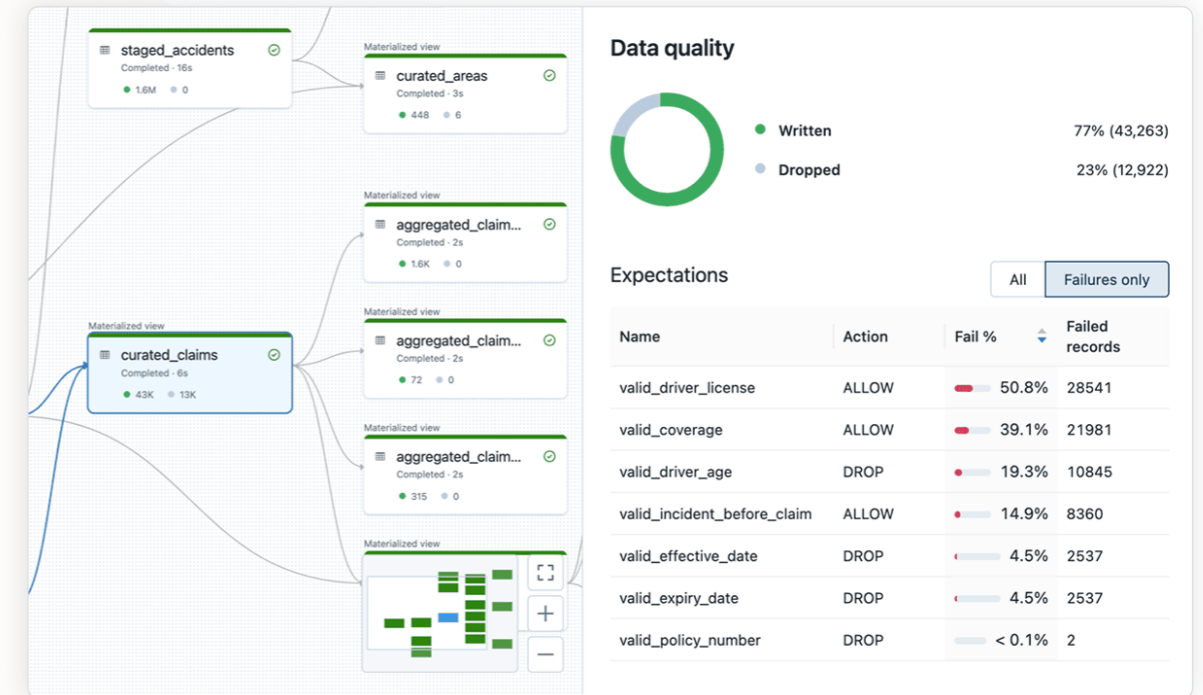 staged_accidents
Completed · 16s
1.6M 0
Materialized view
curated_areas
Completed · 3s
448 6
Materialized view
aggregated_claim...
Completed · 2s
1.6K 0
Materialized view
aggregated_claim...
Completed · 2s
72 0
Materialized view
curated_claims
Completed · 6s
43K 13K
Materialized view
aggregated_claim...
Completed · 2s
315 0
Materialized view
Data quality
Written 77% (43,263)
Dropped 23% (12,922)
Expectations
All Failures only
Name Action Fail % Failed records
valid_driver_license ALLOW 50.8% 28541
valid_coverage ALLOW 39.1% 21981
valid_driver_age DROP 19.3% 10845
valid_incident_before_claim ALLOW 14.9% 8360
valid_effective_date DROP 4.5% 2537
valid_expiry_date DROP 4.5% 2537
valid_policy_number DROP < 0.1% 2